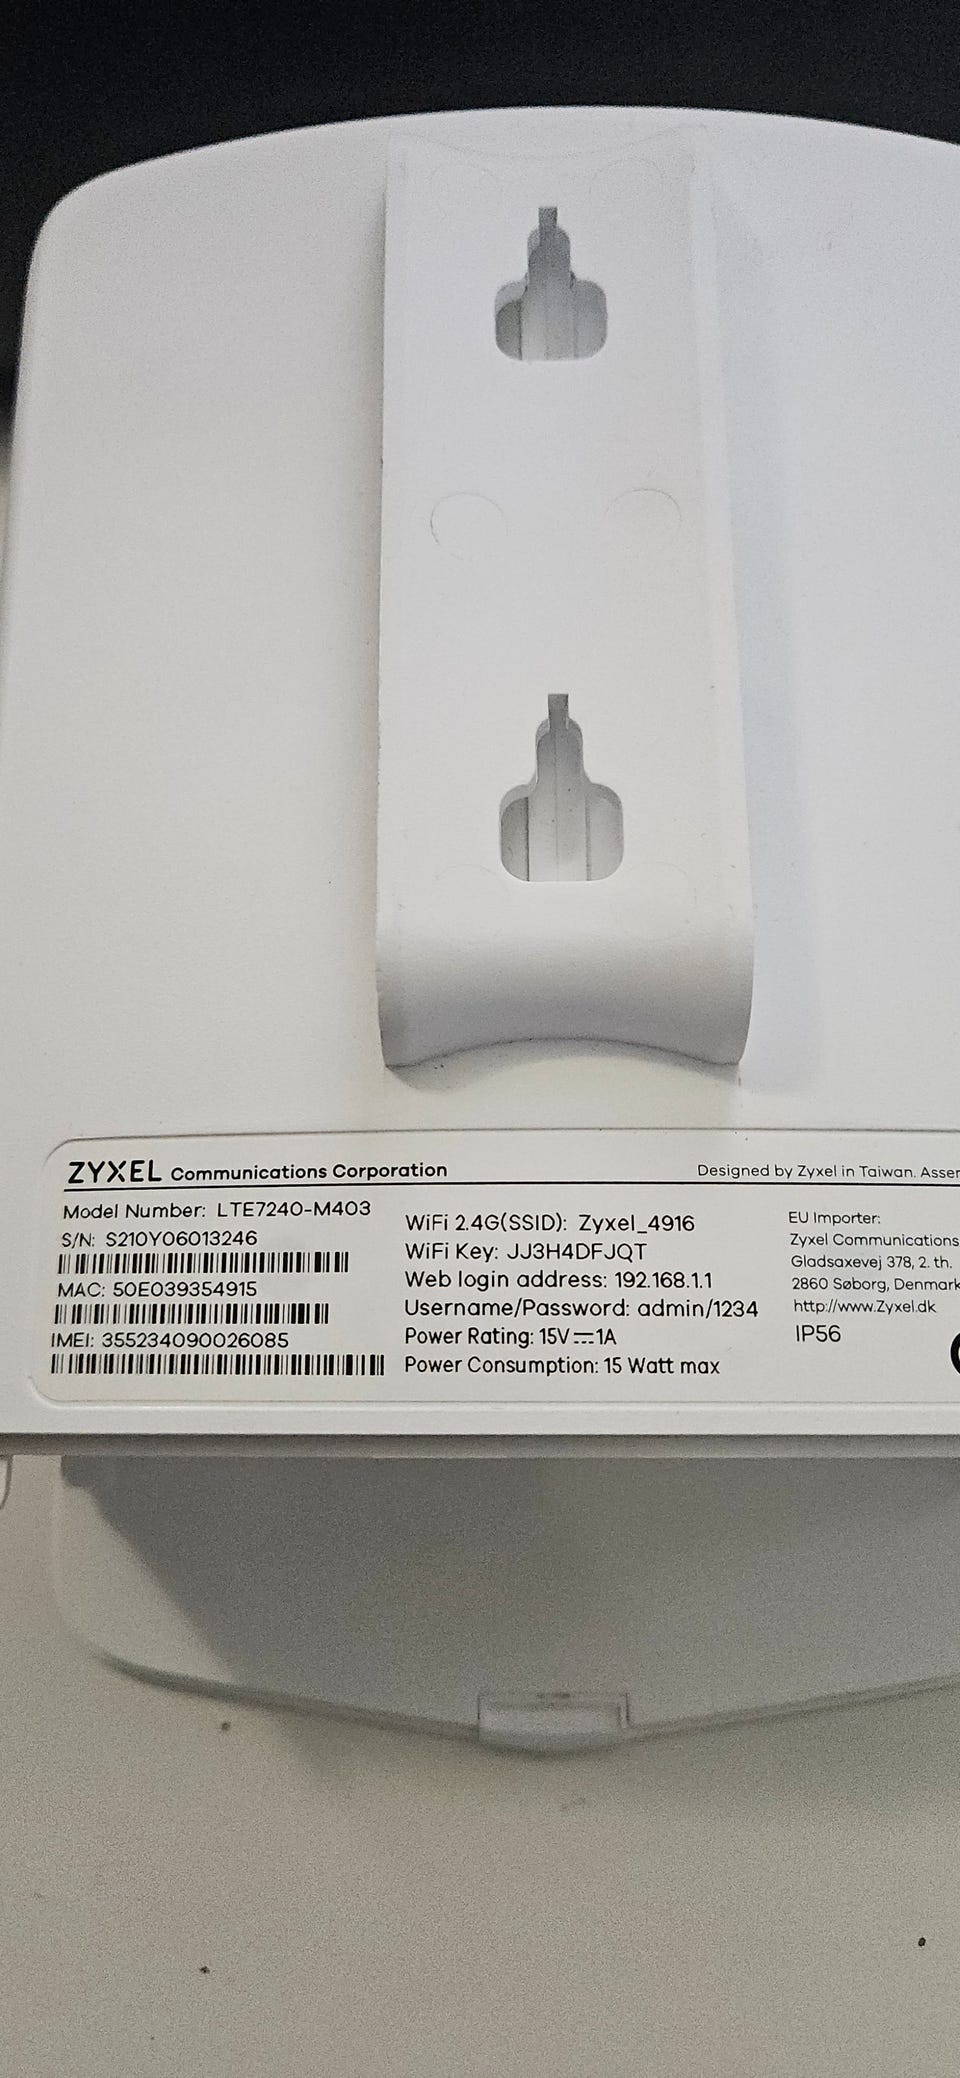 ZYXEL Communications Corporation
Designed by Zyxel in Taiwan.
Model Number: LTE7240-M403
S/N: S210Y06013246
MAC: 50E039354915
IMEI: 355234090026085
WiFi 2.4G(SSID): Zyxel_4916
WiFi Key: JJ3H4DFJQT
Web login address: 192.168.1.1
Username/Password: admin/1234
Power Rating: 15V⎓1A
Power Consumption: 15 Watt max
EU Importer:
Zyxel Communications
Gladsaxevej 378, 2. th.
2860 Søborg, Denmark
http://www.Zyxel.dk
IP56